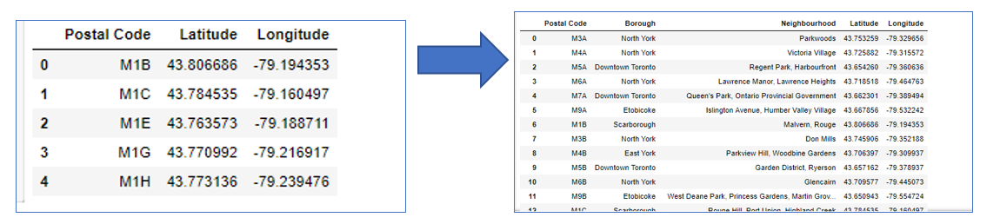 Postal Code Latitude Longitude
0 M1B 43.806686 -79.194353
1 M1C 43.784535 -79.160497
2 M1E 43.763573 -79.188711
3 M1G 43.770992 -79.216917
4 M1H 43.773136 -79.239476
Postal Code Borough Neighbourhood Latitude Longitude
0 M3A North York Parkwoods 43.753259 -79.329656
1 M4A North York Victoria Village 43.725882 -79.315572
2 M5A Downtown Toronto Regent Park, Harbourfront 43.654260 -79.360636
3 M6A North York Lawrence Manor, Lawrence Heights 43.718518 -79.464763
4 M7A Downtown Toronto Queen's Park, Ontario Provincial Government 43.662301 -79.389494
5 M9A Etobicoke Islington Avenue, Humber Valley Village 43.667856 -79.532242
6 M1B Scarborough Malvern, Rouge 43.806686 -79.194353
7 M3B North York Don Mills 43.745906 -79.352188
8 M4B East York Parkview Hill, Woodbine Gardens 43.706397 -79.309937
9 M5B Downtown Toronto Garden District, Ryerson 43.657162 -79.378937
10 M6B North York Glencairn 43.709577 -79.445073
11 M9B Etobicoke West Deane Park, Princess Gardens, Martin Grov... 43.650943 -79.554724
M1C Scarborough Rouge Hill, Port Union, Highland Creek 43.784535 -79.160497